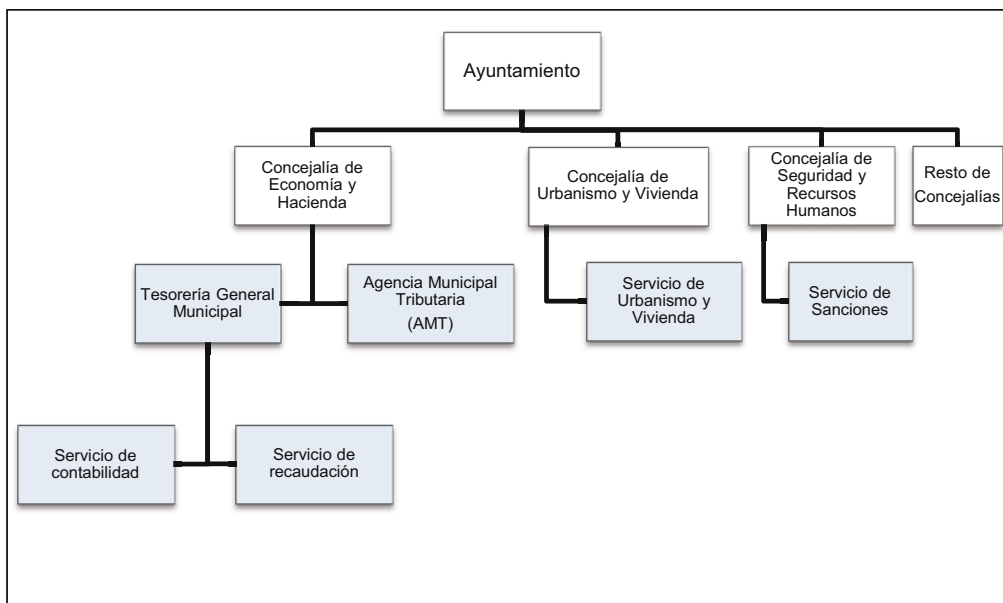 Ayuntamiento
Concejalía de
Economía y
Hacienda
Concejalía de
Urbanismo y Vivienda
Concejalía de
Seguridad y
Recursos
Humanos
Resto de
Concejalías
Tesorería General
Municipal
Agencia Municipal
Tributaria
(AMT)
Servicio de
Urbanismo y
Vivienda
Servicio de
Sanciones
Servicio de
contabilidad
Servicio de
recaudación